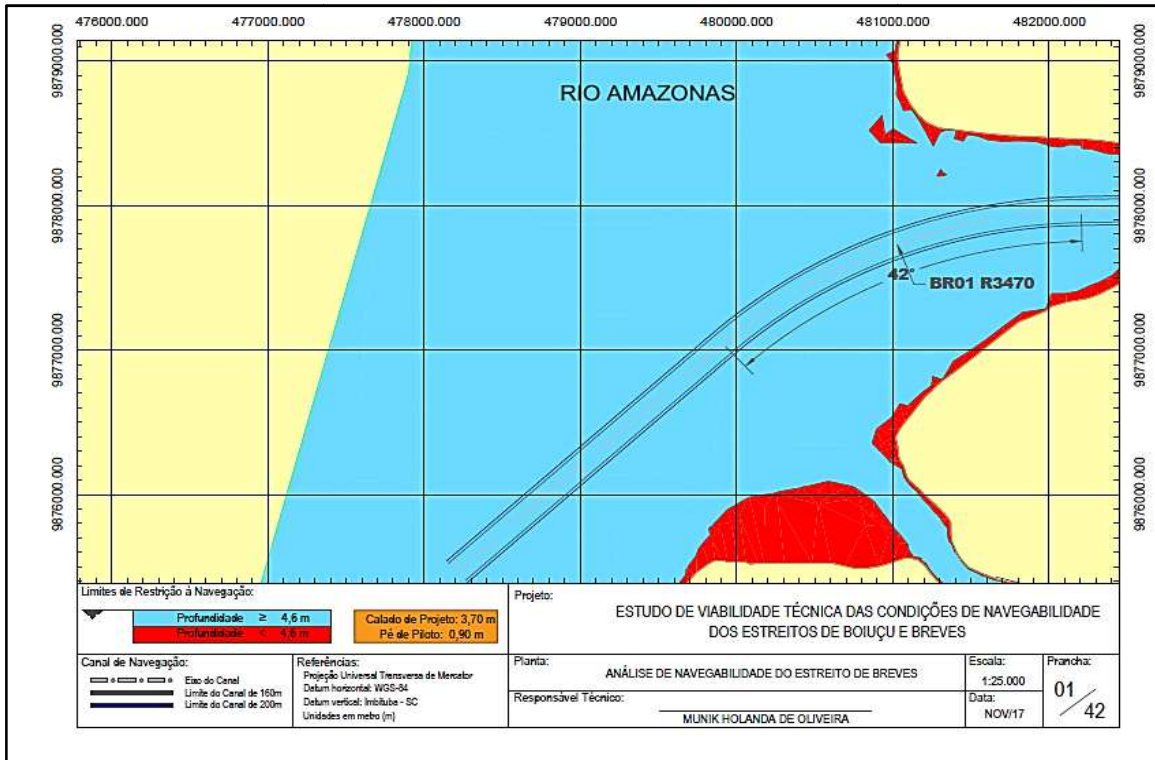 476000.000 477000.000 478000.000 479000.000 480000.000 481000.000 482000.000
9879000.000 9879000.000
RIO AMAZONAS
9878000.000 9878000.000
42°
BR01 R3470
9877000.000 9877000.000
9876000.000 9876000.000
Limites de Restrição à Navegação:
Profundidade ≥ 4,6 m
Profundidade < 4,6 m
Calado de Projeto: 3,70 m
Pé de Piloto: 0,90 m
Projeto:
ESTUDO DE VIABILIDADE TÉCNICA DAS CONDIÇÕES DE NAVEGABILIDADE
DOS ESTREITOS DE BOIUÇU E BREVES
Canal de Navegação:
Eixo do Canal
Limite do Canal de 160m
Limite do Canal de 200m
Referências:
Projeção Universal Transversa de Mercator
Datum horizontal: WGS-84
Datum vertical: Imbituba - SC
Unidades em metro (m)
Planta:
ANÁLISE DE NAVEGABILIDADE DO ESTREITO DE BREVES
Responsável Técnico:
MUNIK HOLANDA DE OLIVEIRA
Escala:
1:25.000
Data:
NOV/17
Prancha:
01
42